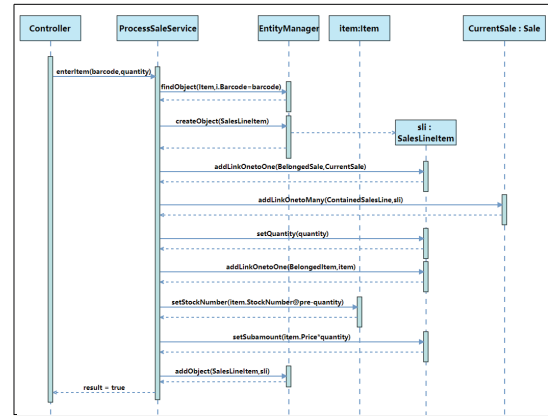 Controller
ProcessSaleService
EntityManager
item:Item
CurrentSale : Sale
enterItem(barcode,quantity)
findObject(Item,i.Barcode=barcode)
createObject(SalesLineItem)
sli :
SalesLineItem
addLinkOnetoOne(BelongedSale,CurrentSale)
addLinkOnetoMany(ContainedSalesLine,sli)
setQuantity(quantity)
addLinkOnetoOne(BelongedItem,item)
setStockNumber(item.StockNumber@pre-quantity)
setSubamount(item.Price*quantity)
addObject(SalesLineItem,sli)
result = true